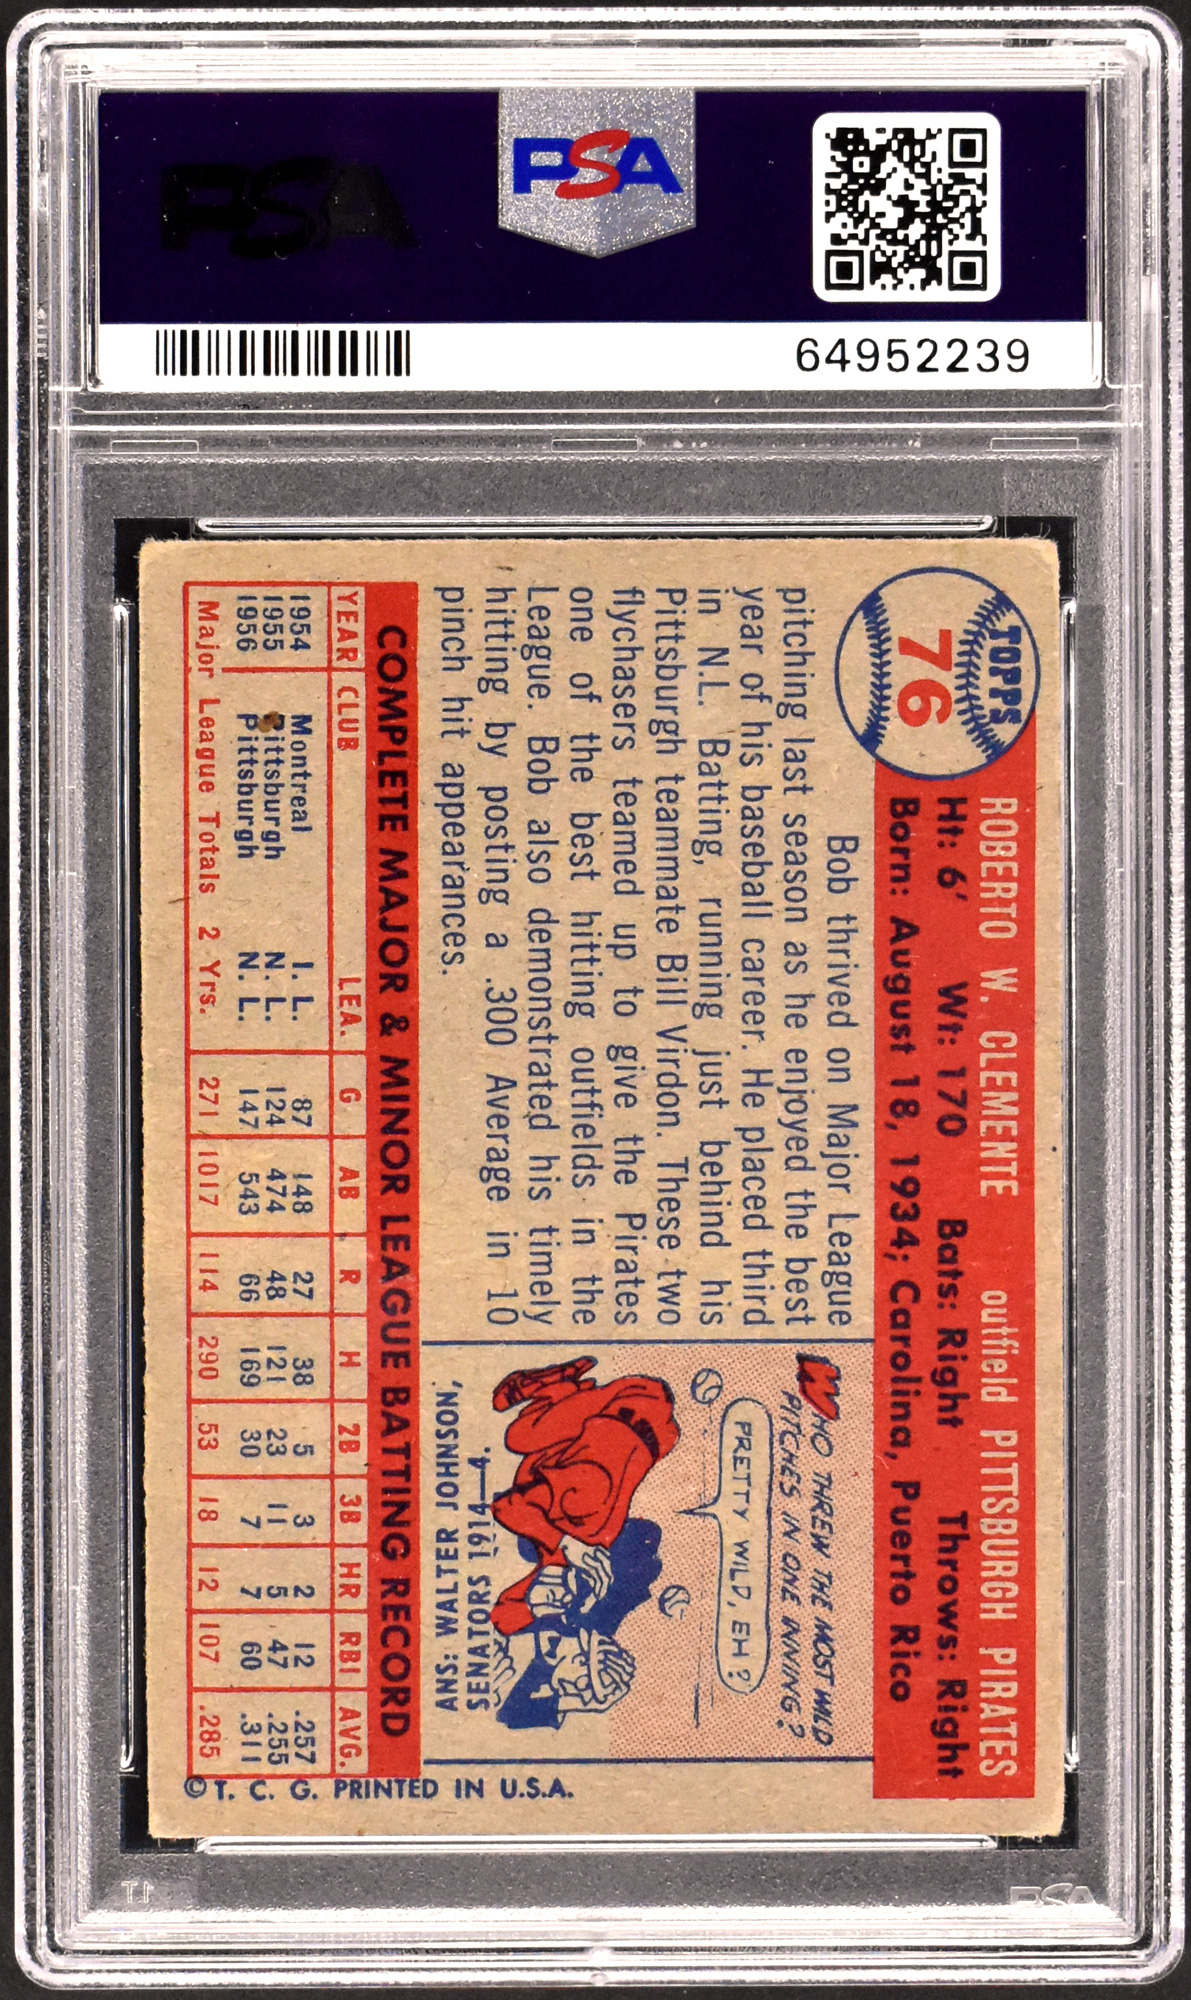 PSA
PSA
64952239
TOPPS
76
ROBERTO W. CLEMENTE outfield PITTSBURGH PIRATES
Ht: 6' Wt: 170 Bats: Right Throws: Right
Born: August 18, 1934; Carolina, Puerto Rico
Bob thrived on Major League
pitching last season as he enjoyed the best
year of his baseball career. He placed third
in N.L. Batting, running just behind his
Pittsburgh teammate Bill Virdon. These two
flychasers teamed up to give the Pirates
one of the best hitting outfields in the
League. Bob also demonstrated his timely
hitting by posting a .300 Average in 10
pinch hit appearances.
WHO THREW THE MOST WILD
PITCHES IN ONE INNING?
PRETTY WILD, EH?
ANS: WALTER JOHNSON,
SENATORS 1914—4.
COMPLETE MAJOR & MINOR LEAGUE BATTING RECORD
YEAR CLUB LEA. G AB R H 2B 3B HR RBI AVG.
1954 Montreal I. L. 87 148 27 38 5 3 2 12 .257
1955 Pittsburgh N. L. 124 474 48 121 23 11 5 47 .255
1956 Pittsburgh N. L. 147 543 66 169 30 7 7 60 .311
Major League Totals 2 Yrs. 271 1017 114 290 53 18 12 107 .285
© T. C. G. PRINTED IN U.S.A.
PSA